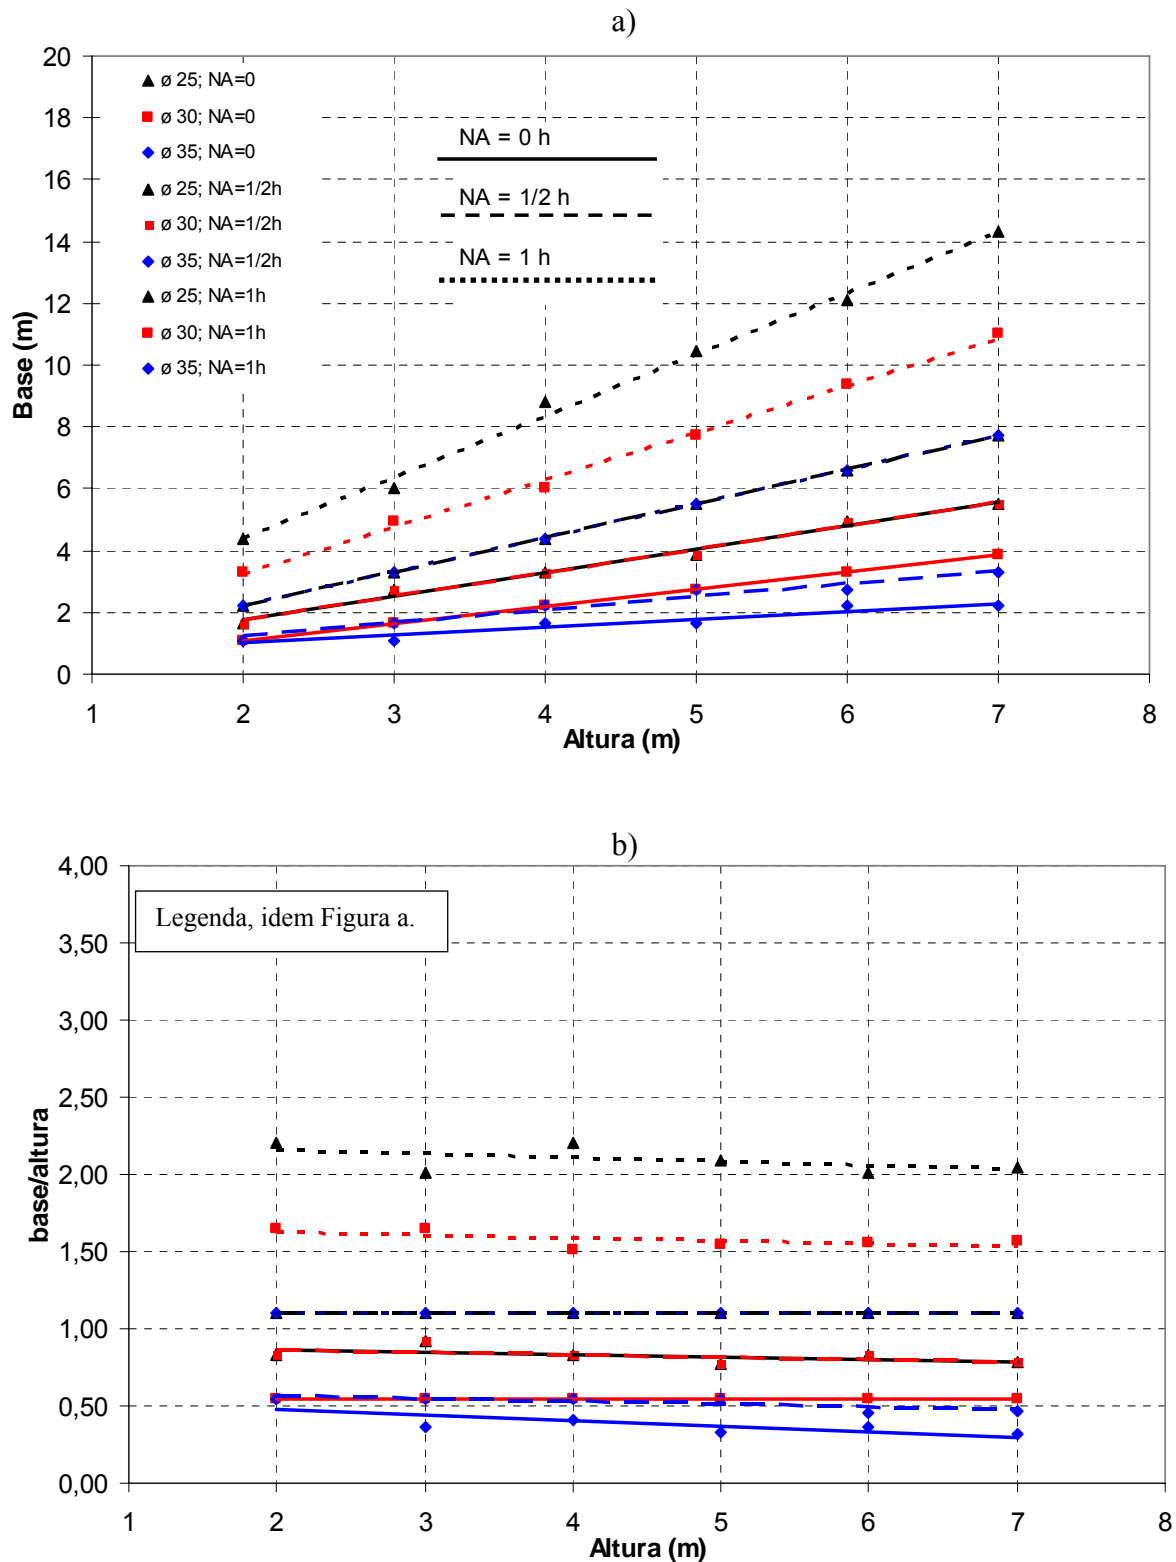 a)
20
18
16
14
12
10
8
6
4
2
0
Base (m)
ø 25; NA=0
ø 30; NA=0
ø 35; NA=0
ø 25; NA=1/2h
ø 30; NA=1/2h
ø 35; NA=1/2h
ø 25; NA=1h
ø 30; NA=1h
ø 35; NA=1h
NA = 0 h
NA = 1/2 h
NA = 1 h
1 2 3 4 5 6 7 8
Altura (m)
b)
4,00
3,50
3,00
2,50
2,00
1,50
1,00
0,50
0,00
base/altura
Legenda, idem Figura a.
1 2 3 4 5 6 7 8
Altura (m)